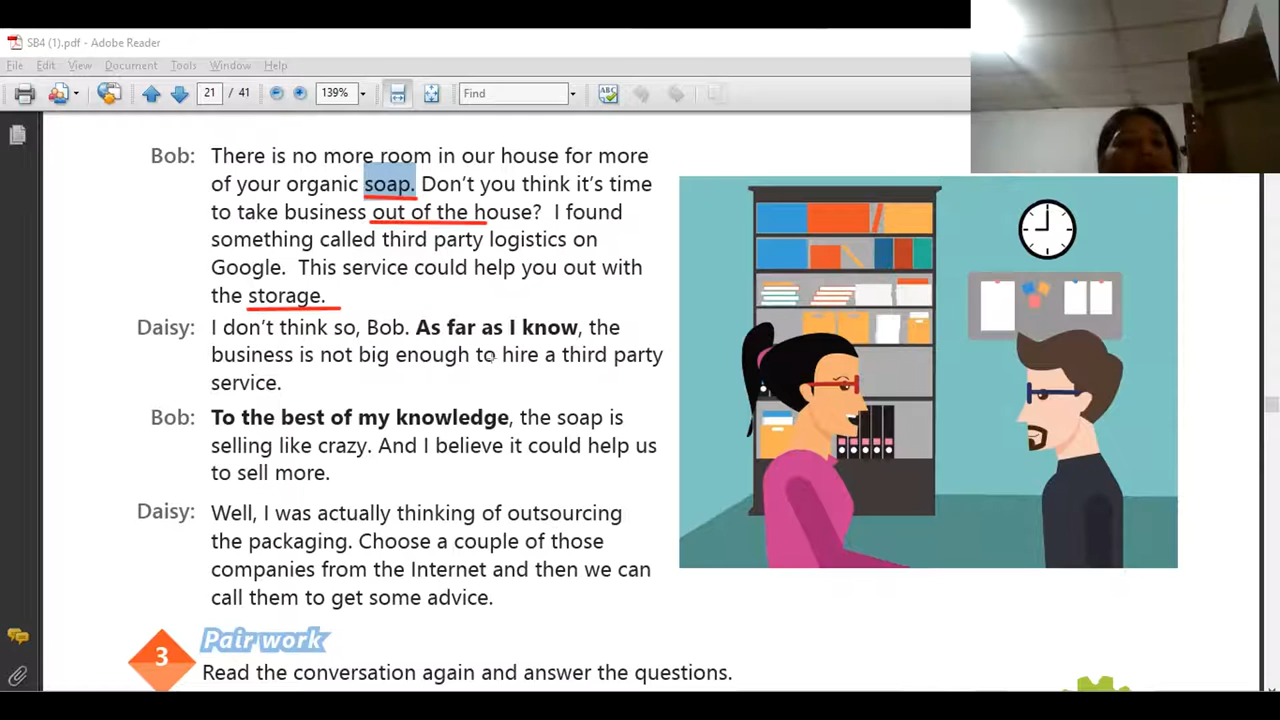 SB4 (1).pdf - Adobe Reader
File Edit View Document Tools Window Help
21 / 41 139% Find
Bob: There is no more room in our house for more
of your organic soap. Don't you think it's time
to take business out of the house? I found
something called third party logistics on
Google. This service could help you out with
the storage.
Daisy: I don't think so, Bob. As far as I know, the
business is not big enough to hire a third party
service.
Bob: To the best of my knowledge, the soap is
selling like crazy. And I believe it could help us
to sell more.
Daisy: Well, I was actually thinking of outsourcing
the packaging. Choose a couple of those
companies from the Internet and then we can
call them to get some advice.
3 Pair work
Read the conversation again and answer the questions.